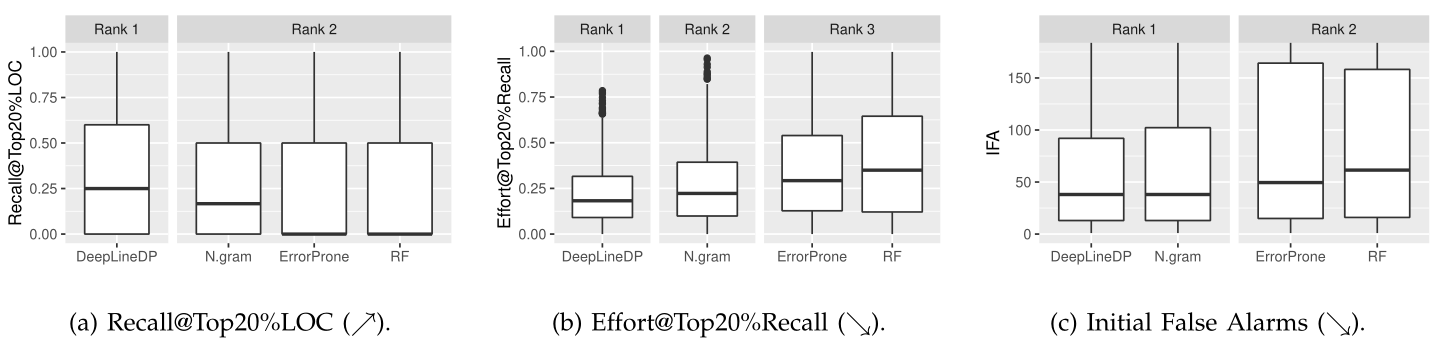 Rank 1
Rank 2
Recall@Top20%LOC
1.00
0.75
0.50
0.25
0.00
DeepLineDP
N.gram
ErrorProne
RF
(a) Recall@Top20%LOC (↗).
Rank 1
Rank 2
Rank 3
Effort@Top20%Recall
1.00
0.75
0.50
0.25
0.00
DeepLineDP
N.gram
ErrorProne
RF
(b) Effort@Top20%Recall (↘).
Rank 1
Rank 2
IFA
150
100
50
0
DeepLineDP
N.gram
ErrorProne
RF
(c) Initial False Alarms (↘).